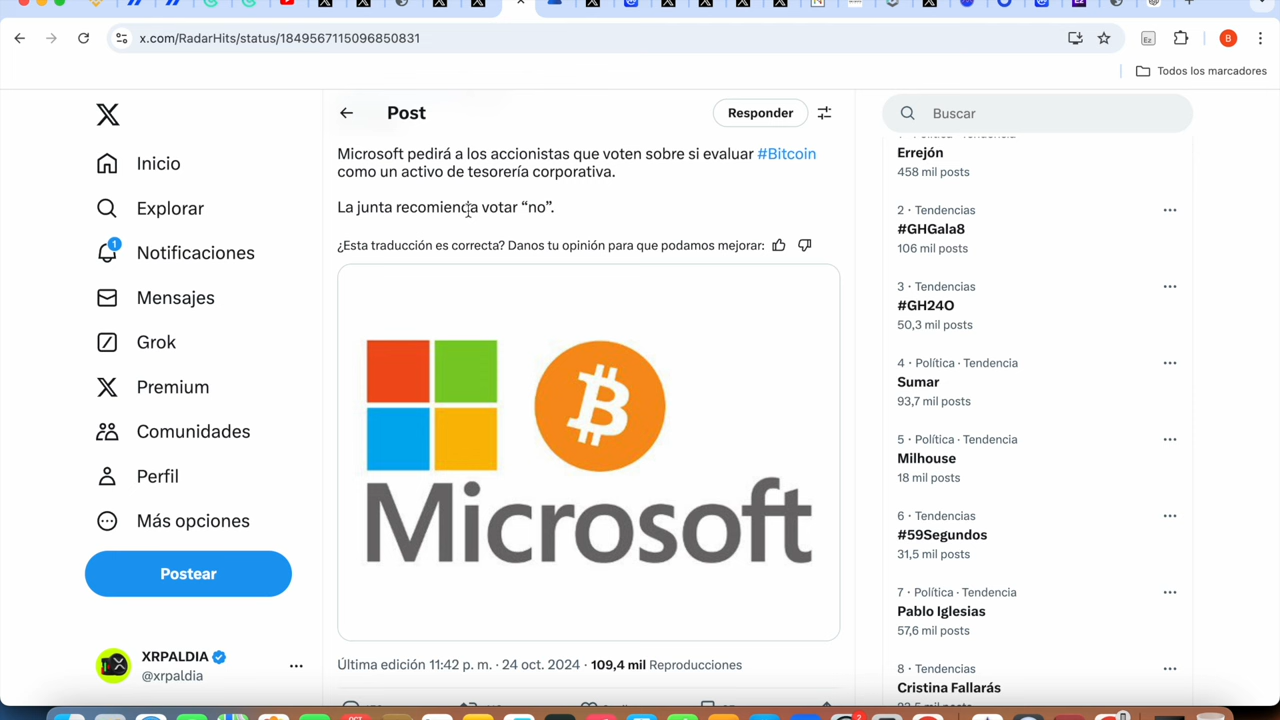 x.com/RadarHits/status/1849567115096850831
Ez
B
Todos los marcadores
Post
Responder
Buscar
Inicio
Explorar
1
Notificaciones
Mensajes
Grok
Premium
Comunidades
Perfil
Más opciones
Postear
XRPALDIA
@xrpaldia
Microsoft pedirá a los accionistas que voten sobre si evaluar #Bitcoin
como un activo de tesorería corporativa.
La junta recomienda votar “no”.
¿Esta traducción es correcta? Danos tu opinión para que podamos mejorar:
Microsoft
Última edición 11:42 p. m. · 24 oct. 2024 · 109,4 mil Reproducciones
Errejón
458 mil posts
2 · Tendencias
#GHGala8
106 mil posts
3 · Tendencias
#GH24O
50,3 mil posts
4 · Política · Tendencia
Sumar
93,7 mil posts
5 · Política · Tendencia
Milhouse
18 mil posts
6 · Tendencias
#59Segundos
31,5 mil posts
7 · Política · Tendencia
Pablo Iglesias
57,6 mil posts
8 · Tendencias
Cristina Fallarás